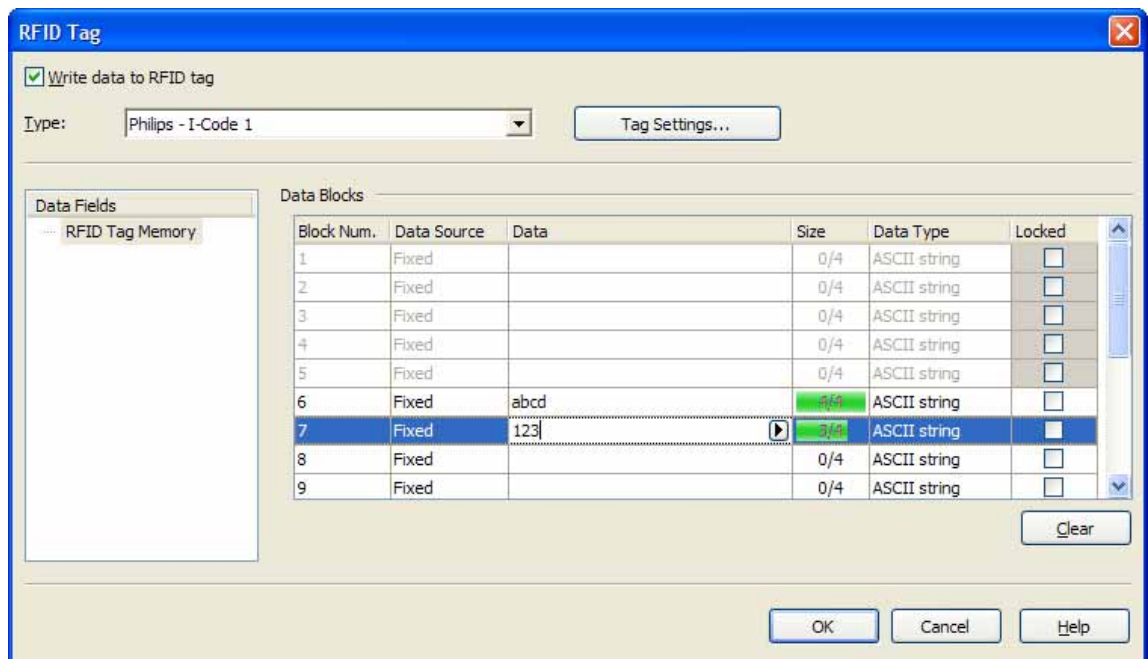 RFID Tag
Write data to RFID tag
Type: Philips - I-Code 1 Tag Settings...
Data Fields
RFID Tag Memory
Data Blocks
Block Num. Data Source Data Size Data Type Locked
1 Fixed 0/4 ASCII string
2 Fixed 0/4 ASCII string
3 Fixed 0/4 ASCII string
4 Fixed 0/4 ASCII string
5 Fixed 0/4 ASCII string
6 Fixed abcd 4/4 ASCII string
7 Fixed 123 3/4 ASCII string
8 Fixed 0/4 ASCII string
9 Fixed 0/4 ASCII string
Clear
OK Cancel Help